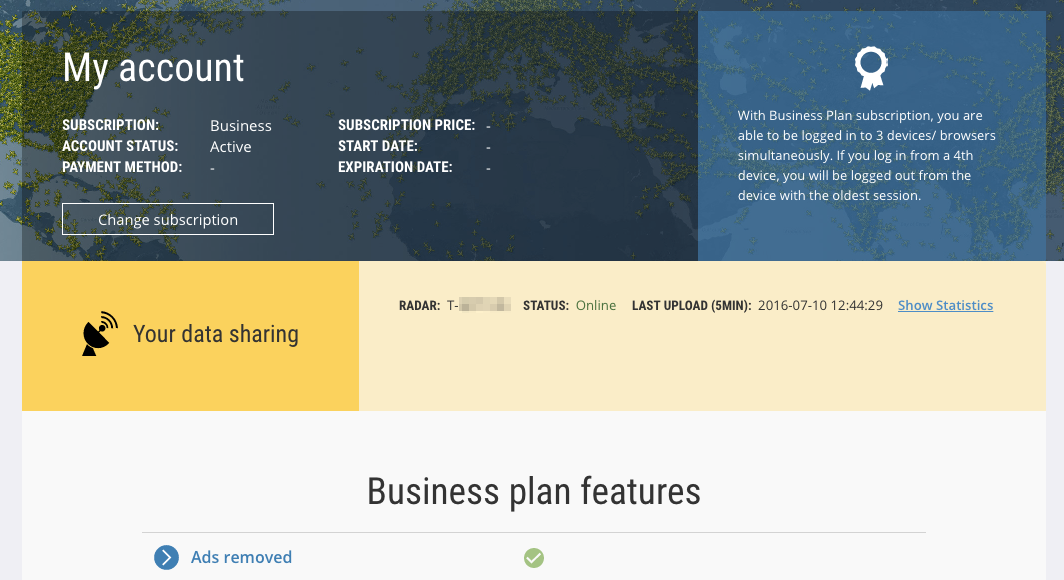 My account
SUBSCRIPTION: Business
ACCOUNT STATUS: Active
PAYMENT METHOD: -
SUBSCRIPTION PRICE: -
START DATE: -
EXPIRATION DATE: -
Change subscription
With Business Plan subscription, you are
able to be logged in to 3 devices/ browsers
simultaneously. If you log in from a 4th
device, you will be logged out from the
device with the oldest session.
Your data sharing
RADAR: T- STATUS: Online LAST UPLOAD (5MIN): 2016-07-10 12:44:29 Show Statistics
Business plan features
Ads removed